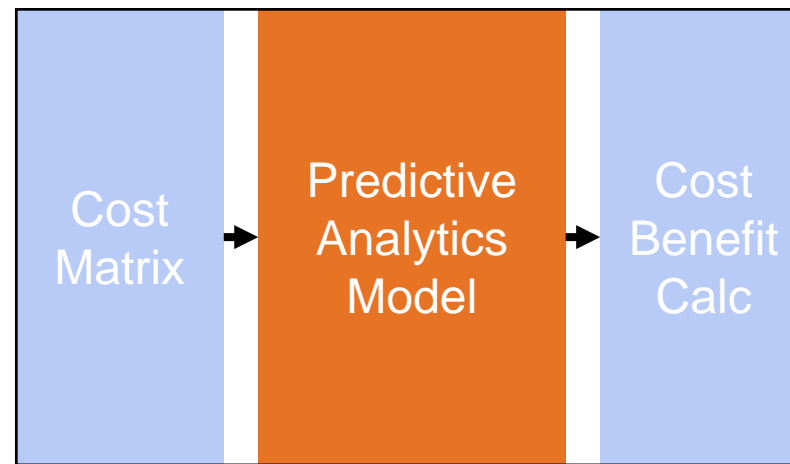 Cost
Matrix
Predictive
Analytics
Model
Cost
Benefit
Calc